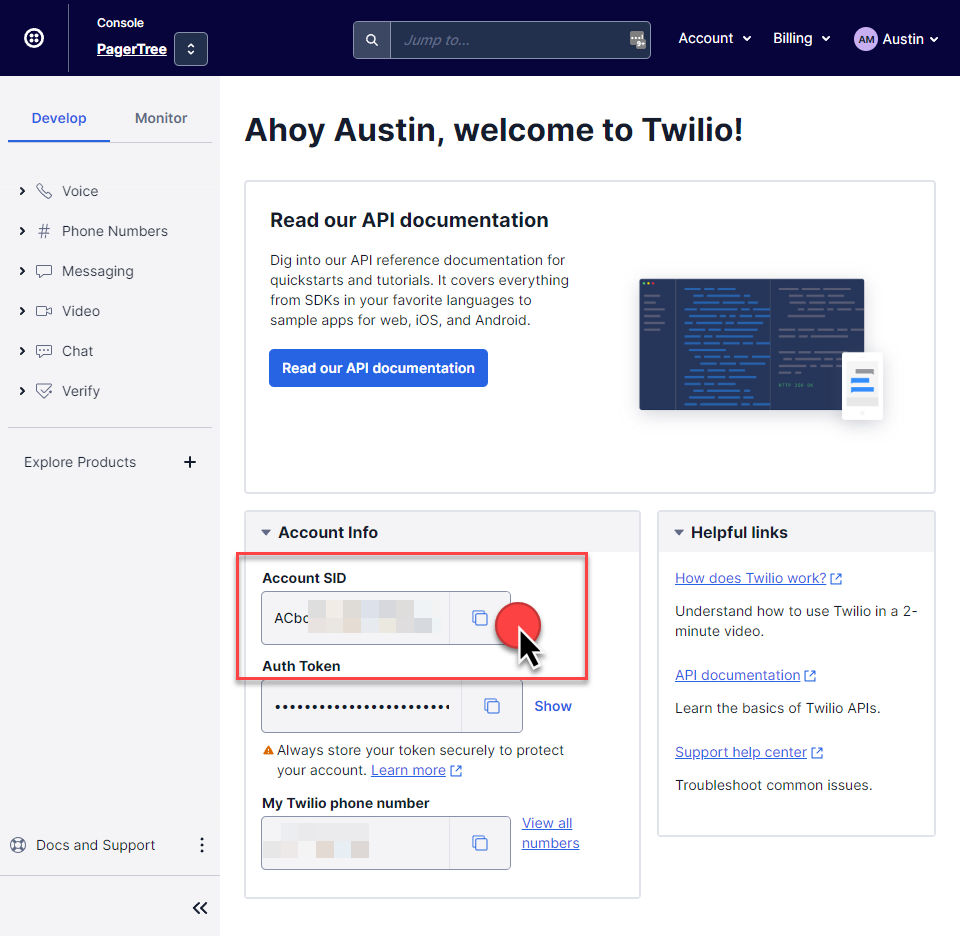 Console
PagerTree
Jump to...
9+
Account
Billing
AM
Austin
Develop
Monitor
Voice
Phone Numbers
Messaging
Video
Chat
Verify
Explore Products
Docs and Support
Ahoy Austin, welcome to Twilio!
Read our API documentation
Dig into our API reference documentation for
quickstarts and tutorials. It covers everything
from SDKs in your favorite languages to
sample apps for web, iOS, and Android.
Read our API documentation
HTTP 200 OK
Account Info
Account SID
Auth Token
•••••••••••••••••••••••
Show
Always store your token securely to protect
your account. Learn more
My Twilio phone number
View all
numbers
Helpful links
How does Twilio work?
Understand how to use Twilio in a 2-
minute video.
API documentation
Learn the basics of Twilio APIs.
Support help center
Troubleshoot common issues.